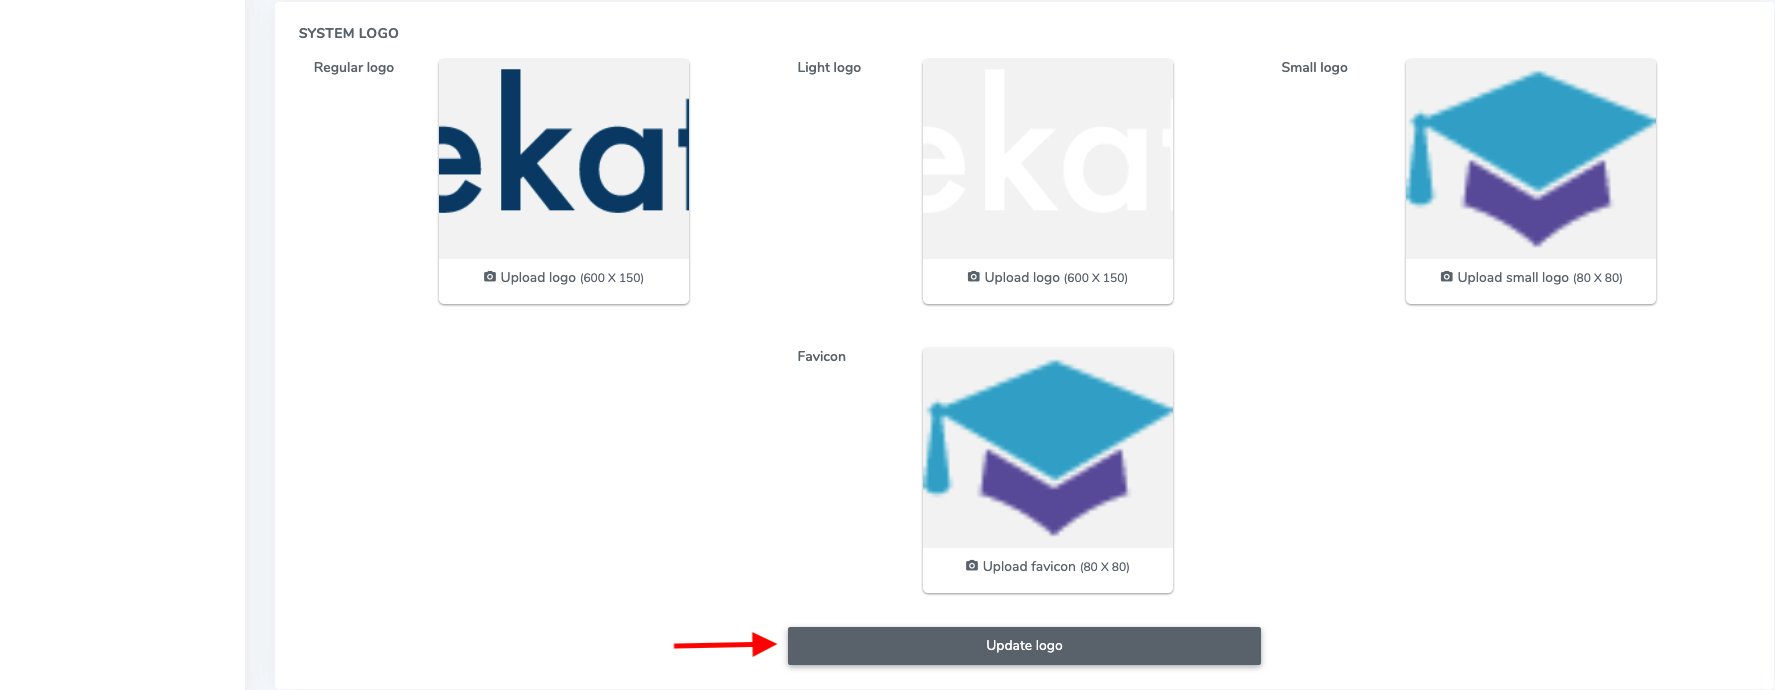 SYSTEM LOGO
Regular logo
ekat
Upload logo (600 X 150)
Light logo
ekat
Upload logo (600 X 150)
Small logo
Upload small logo (80 X 80)
Favicon
Upload favicon (80 X 80)
Update logo